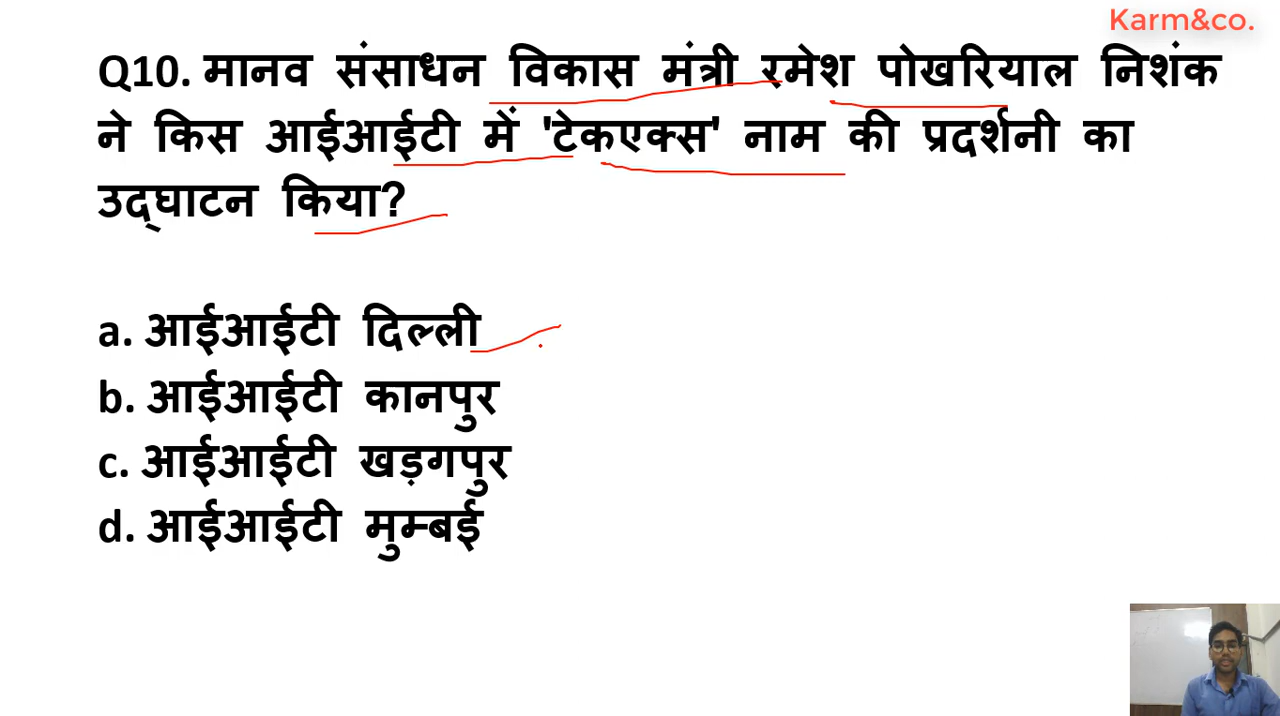 Karm&co.
Q10. मानव संसाधन विकास मंत्री रमेश पोखरियाल निशंक
ने किस आईआईटी में 'टेकएक्स' नाम की प्रदर्शनी का
उद्घाटन किया?
a. आईआईटी दिल्ली
b. आईआईटी कानपुर
c. आईआईटी खड़गपुर
d. आईआईटी मुम्बई